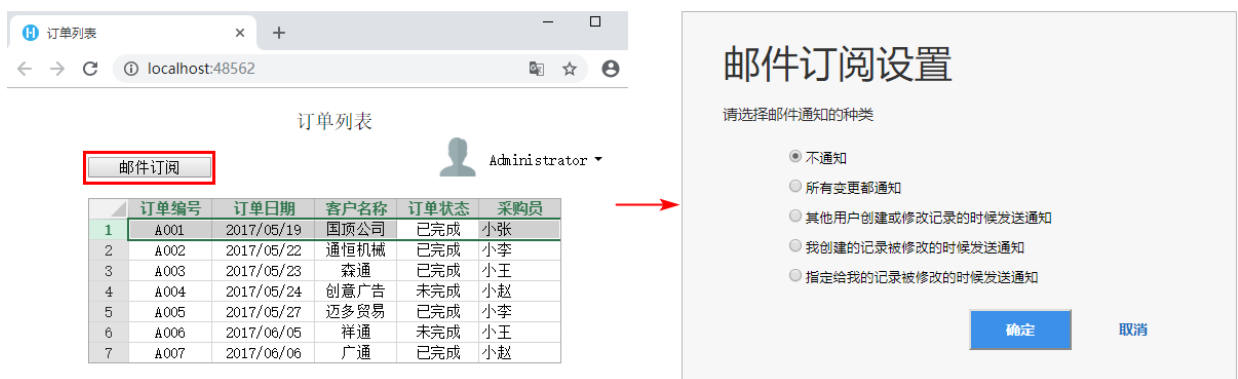 订单列表
localhost:48562
订单列表
邮件订阅
Administrator
订单编号 订单日期 客户名称 订单状态 采购员
1 A001 2017/05/19 国顶公司 已完成 小张
2 A002 2017/05/22 通恒机械 已完成 小李
3 A003 2017/05/23 森通 已完成 小王
4 A004 2017/05/24 创意广告 未完成 小赵
5 A005 2017/05/27 迈多贸易 已完成 小李
6 A006 2017/06/05 祥通 未完成 小王
7 A007 2017/06/06 广通 已完成 小赵
邮件订阅设置
请选择邮件通知的种类
不通知
所有变更都通知
其他用户创建或修改记录的时候发送通知
我创建的记录被修改的时候发送通知
指定给我的记录被修改的时候发送通知
确定 取消